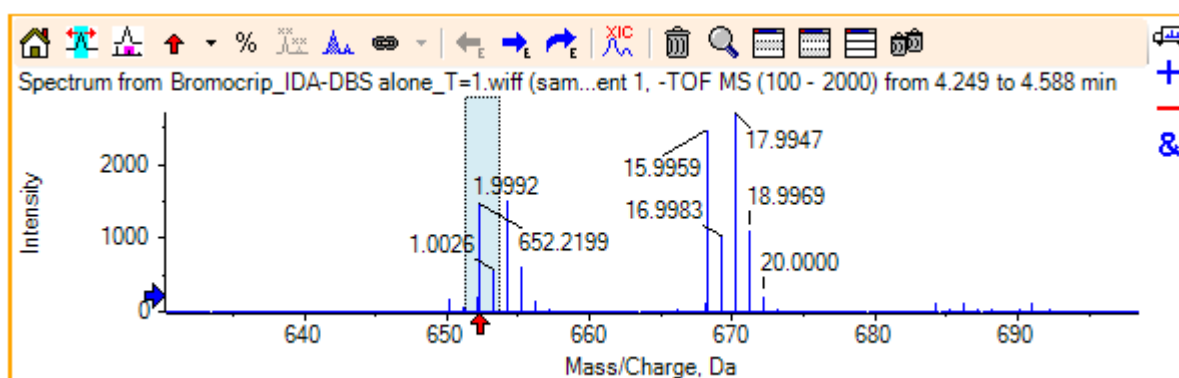 % XIC
E E E
Spectrum from Bromocrip_IDA-DBS alone_T=1.wiff (sam...ent 1, -TOF MS (100 - 2000) from 4.249 to 4.588 min
&
Intensity
2000
1000
0
1.0026
1.9992
652.2199
15.9959
16.9983
17.9947
18.9969
20.0000
640 650 660 670 680 690
Mass/Charge, Da